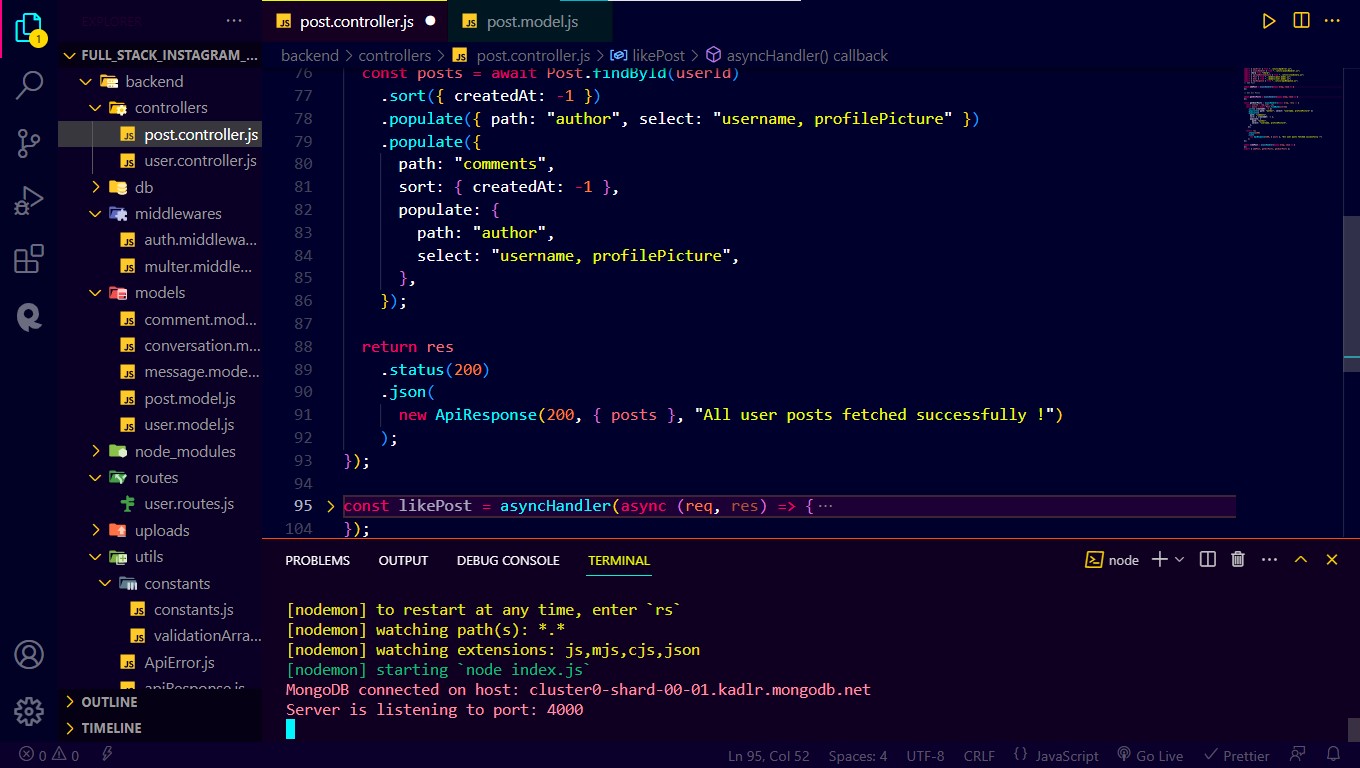 EXPLORER
1
FULL_STACK_INSTAGRAM_...
backend
controllers
post.controller.js
user.controller.js
db
middlewares
auth.middlewa...
multer.middle...
models
comment.mod...
conversation.m...
message.mode...
post.model.js
user.model.js
node_modules
routes
user.routes.js
uploads
utils
constants
constants.js
validationArra...
ApiError.js
apiResponse.js
OUTLINE
TIMELINE
post.controller.js
post.model.js
backend > controllers > post.controller.js > likePost > asyncHandler() callback
76 const posts = await Post.findById(userId)
77 .sort({ createdAt: -1 })
78 .populate({ path: "author", select: "username, profilePicture" })
79 .populate({
80 path: "comments",
81 sort: { createdAt: -1 },
82 populate: {
83 path: "author",
84 select: "username, profilePicture",
85 },
86 });
87
88 return res
89 .status(200)
90 .json(
91 new ApiResponse(200, { posts }, "All user posts fetched successfully !")
92 );
93 });
94
95 const likePost = asyncHandler(async (req, res) => {···
104 });
PROBLEMS OUTPUT DEBUG CONSOLE TERMINAL
node
[nodemon] to restart at any time, enter `rs`
[nodemon] watching path(s): *.*
[nodemon] watching extensions: js,mjs,cjs,json
[nodemon] starting `node index.js`
MongoDB connected on host: cluster0-shard-00-01.kadlr.mongodb.net
Server is listening to port: 4000
0 0 Ln 95, Col 52 Spaces: 4 UTF-8 CRLF {} JavaScript Go Live Prettier